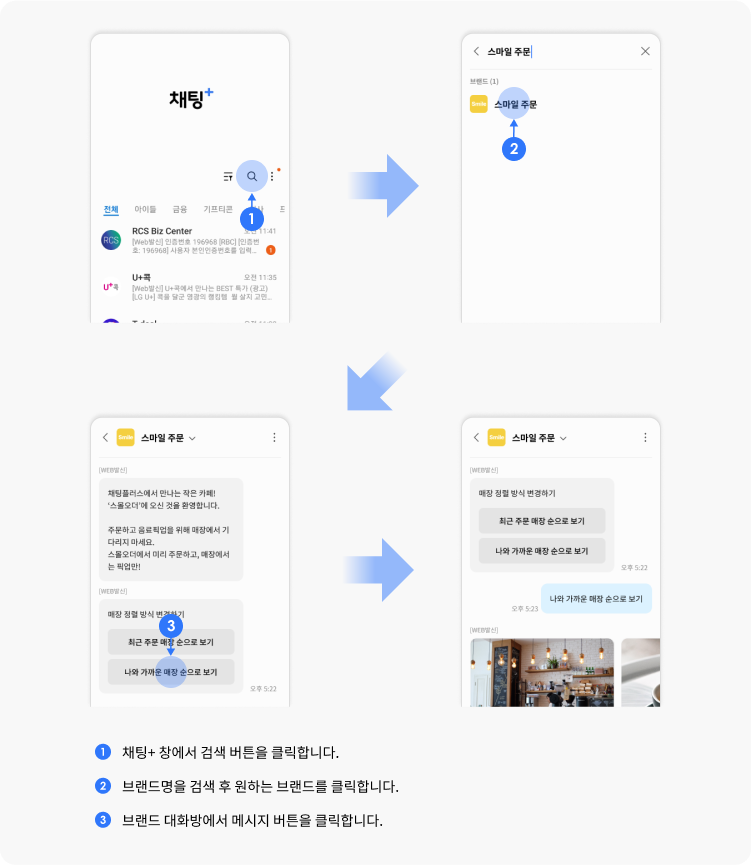 채팅+
전체 아이돌 금융 기프티콘
1
RCS
RCS Biz Center
오전 11:41
[Web발신] 인증번호 196968 [RBC] [인증번
호: 196968] 사용자 본인인증번호를 입력...
1
U+콕
U+콕
오전 11:35
[Web발신] U+콕에서 만나는 BEST 특가 (광고)
[LG U+] 콕을 달군 영광의 랭킹템 뭘 살지 고민...
스마일 주문
브랜드 (1)
Smile
스마일 주문
2
Smile
스마일 주문
[WEB발신]
채팅플러스에서 만나는 작은 카페!
‘스몰오더’에 오신 것을 환영합니다.
주문하고 음료픽업을 위해 매장에서 기
다리지 마세요.
스몰오더에서 미리 주문하고, 매장에서
는 픽업만!
[WEB발신]
매장 정렬 방식 변경하기
3
최근 주문 매장 순으로 보기
나와 가까운 매장 순으로 보기
오후 5:22
Smile
스마일 주문
[WEB발신]
매장 정렬 방식 변경하기
최근 주문 매장 순으로 보기
나와 가까운 매장 순으로 보기
오후 5:22
나와 가까운 매장 순으로 보기
오후 5:23
[WEB발신]
1 채팅+ 창에서 검색 버튼을 클릭합니다.
2 브랜드명을 검색 후 원하는 브랜드를 클릭합니다.
3 브랜드 대화방에서 메시지 버튼을 클릭합니다.